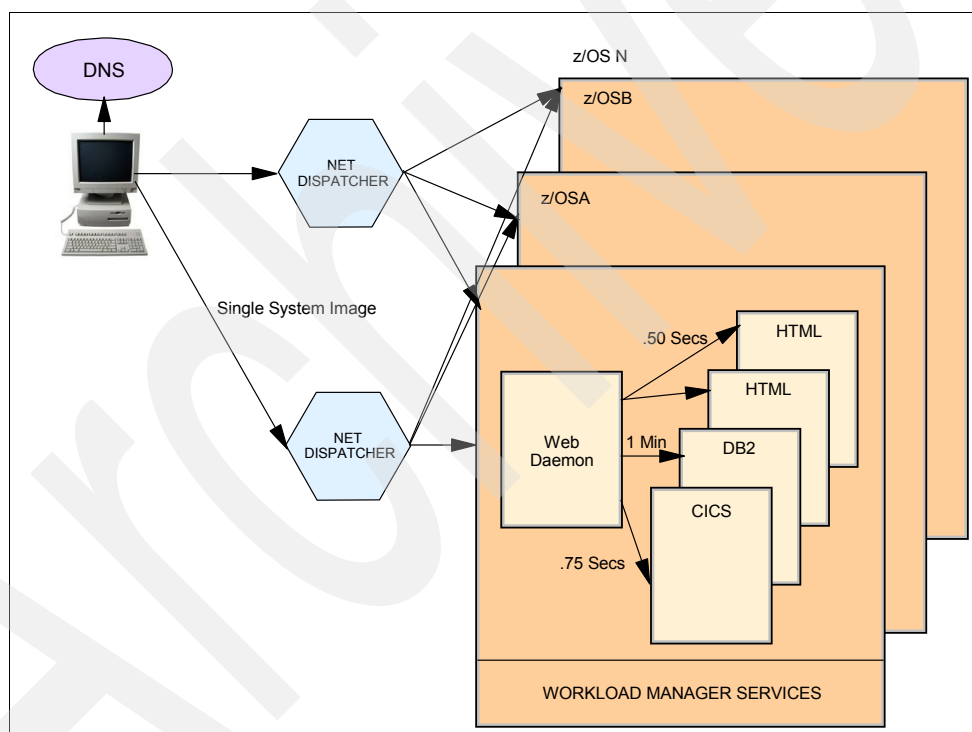 DNS
z/OS N
z/OSB
z/OSA
NET
DISPATCHER
Single System Image
NET
DISPATCHER
.50 Secs
HTML
HTML
1 Min
DB2
Web
Daemon
CICS
.75 Secs
WORKLOAD MANAGER SERVICES
Archive